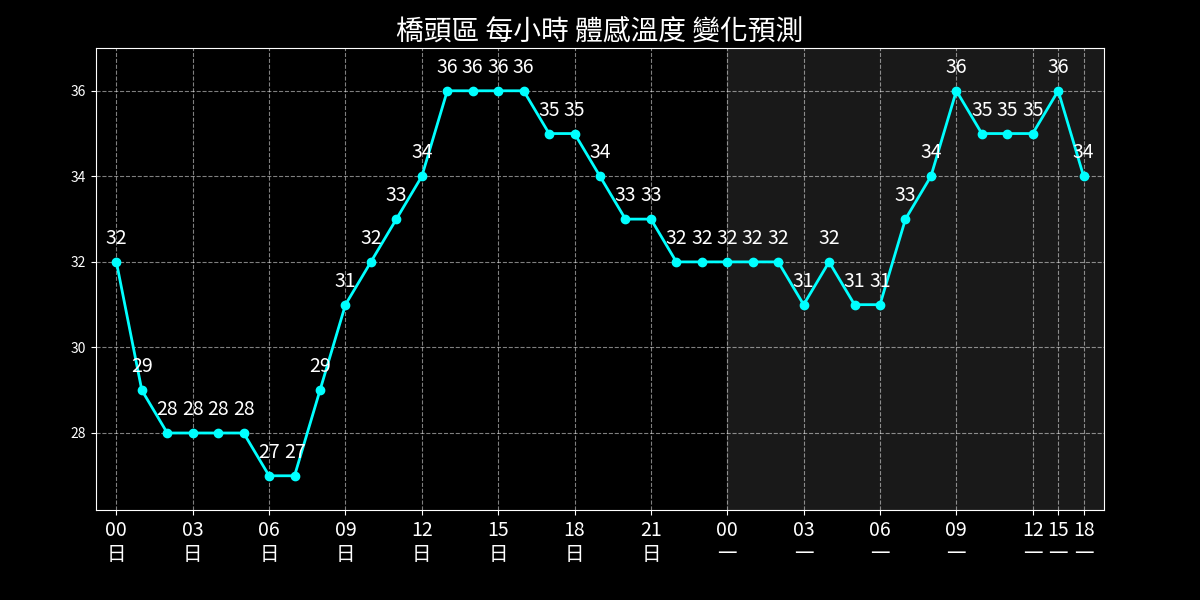 橋頭區 每小時 體感溫度 變化預測
36 36 36 36 36 36
35 35 35 35 35
34 34 34 34
33 33 33 33
32 32 32 32 32 32 32 32
31 31 31 31
29 29
28 28 28 28
27 27
36
34
32
30
28
00 03 06 09 12 15 18 21 00 03 06 09 12 15 18
日 日 日 日 日 日 日 日 一 一 一 一 一 一 一